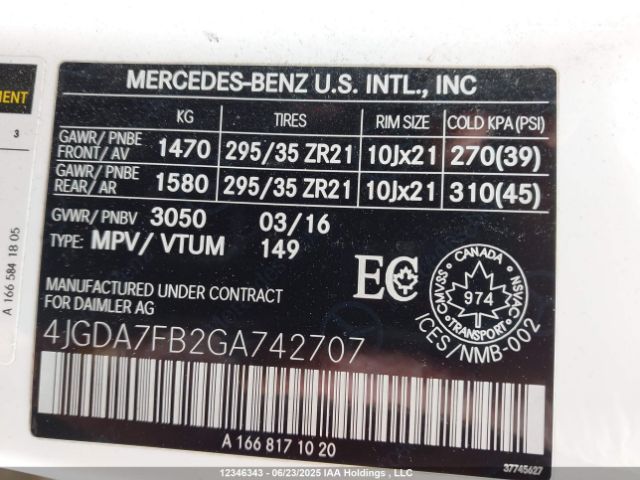 MERCEDES-BENZ U.S. INTL., INC
KG TIRES RIM SIZE COLD KPA(PSI)
GAWR/ PNBE FRONT/ AV 1470 295/35 ZR21 10Jx21 270(39)
GAWR/ PNBE REAR/ AR 1580 295/35 ZR21 10Jx21 310(45)
GVWR/ PNBV 3050 03/16
TYPE: MPV/ VTUM 149
MANUFACTURED UNDER CONTRACT
FOR DAIMLER AG
EC
CANADA
CMVSS
NSVAC
974
TRANSPORT
ICES/NMB-002
4JGDA7FB2GA742707
A 166 817 10 20
37745627
MENT
3
A 166 584 18 05
12346343 - 06/23/2025 IAA Holdings , LLC